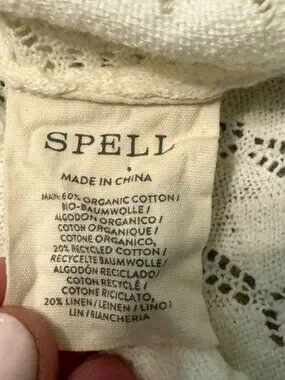 SPELL
MADE IN CHINA
MAIN: 60% ORGANIC COTTON /
BIO-BAUMWOLLE /
ALGODÓN ORGÁNICO /
COTON ORGANIQUE /
COTONE ORGANICO,
20% RECYCLED COTTON /
RECYCELTE BAUMWOLLE /
ALGODÓN RECICLADO/
COTON RECYCLÉ /
COTONE RICICLATO,
20% LINEN / LEINEN / LINO /
LIN / BIANCHERIA